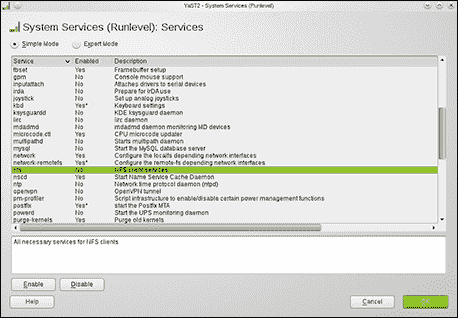 YaST2 - System Services (Runlevel)
System Services (Runlevel): Services
Simple Mode Expert Mode
Service Enabled Description
fbset Yes Framebuffer setup
gpm No Console mouse support
inputattach No Attaches drivers to serial devices
irda No Prepare for IrDA use
joystick No Set up analog joysticks
kbd Yes* Keyboard settings
ksysguardd No KDE ksysguard daemon
lirc No lirc daemon
mdadmd No mdadmd daemon monitoring MD devices
microcode.ctl Yes CPU microcode updater
multipathd No Starts multipath daemon
mysql No Start the MySQL database server
network Yes Configure the localfs depending network interfaces
network-remotefs Yes* Configure the remote-fs depending network interfaces
nfs No NFS client services
nscd Yes Start Name Service Cache Daemon
ntp No Network time protocol daemon (ntpd)
openvpn No OpenVPN tunnel
pm-profiler No Script infrastructure to enable/disable certain power management functions
postfix Yes* start the Postfix MTA
powerd No Start the UPS monitoring daemon
purge-kernels Yes Purge old kernels
All necessary services for NFS clients
Enable Disable
Help Cancel OK